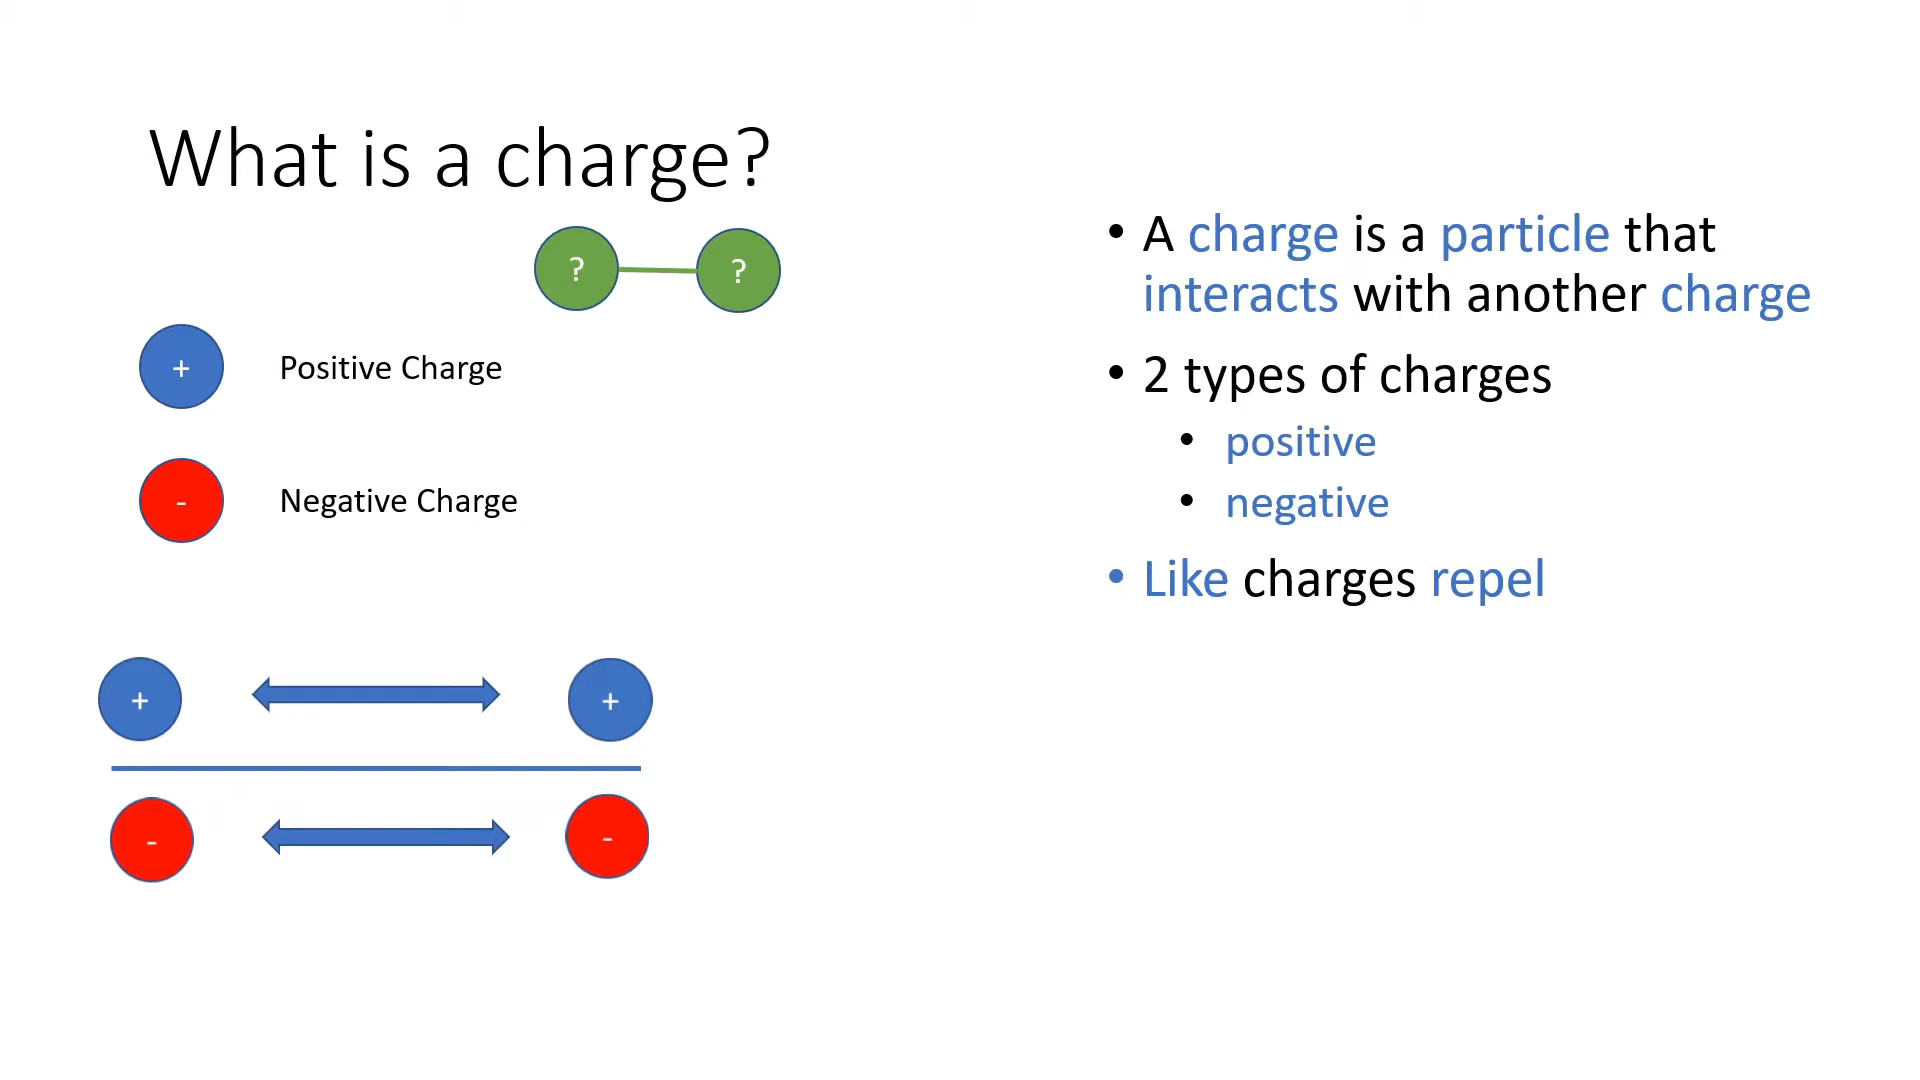 What is a charge?
? ?
+ Positive Charge
- Negative Charge
+ +
- -
• A charge is a particle that
interacts with another charge
• 2 types of charges
• positive
• negative
• Like charges repel